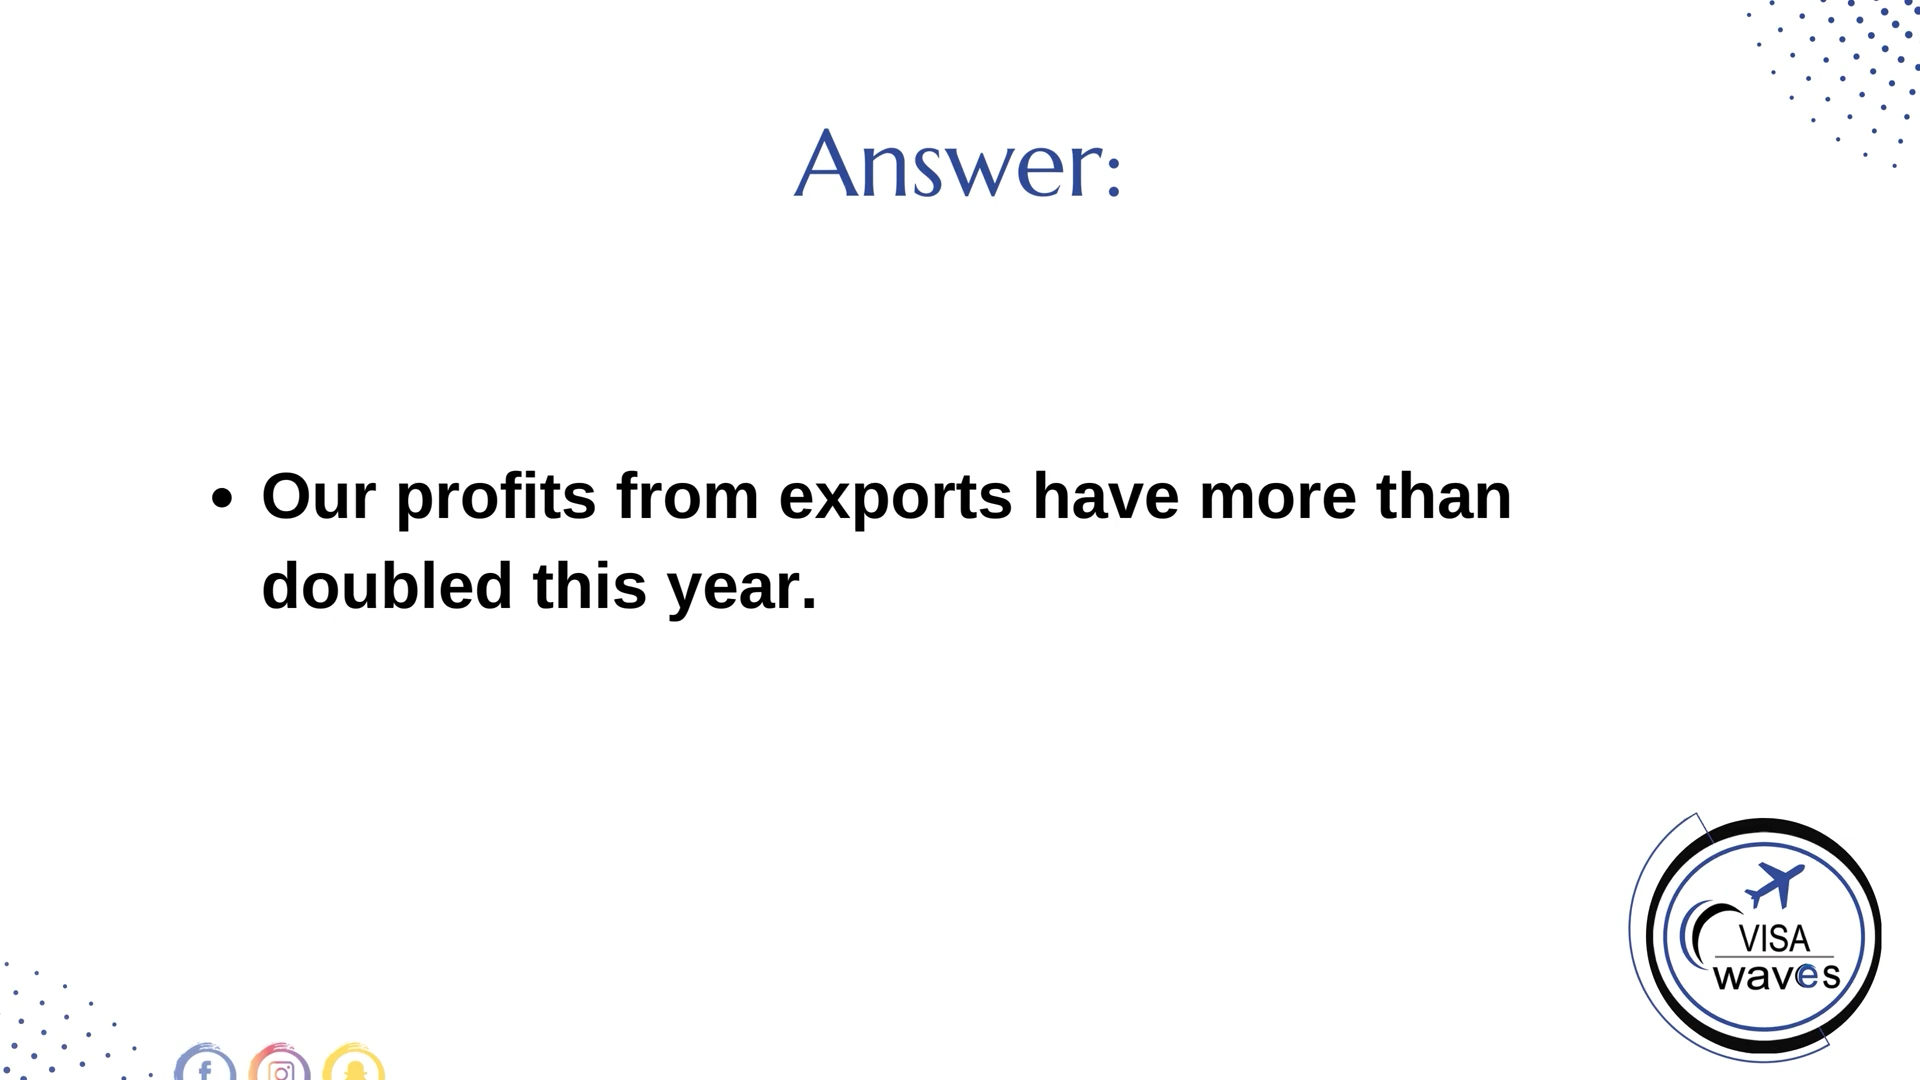 Answer:
• Our profits from exports have more than
doubled this year.
VISA
waves